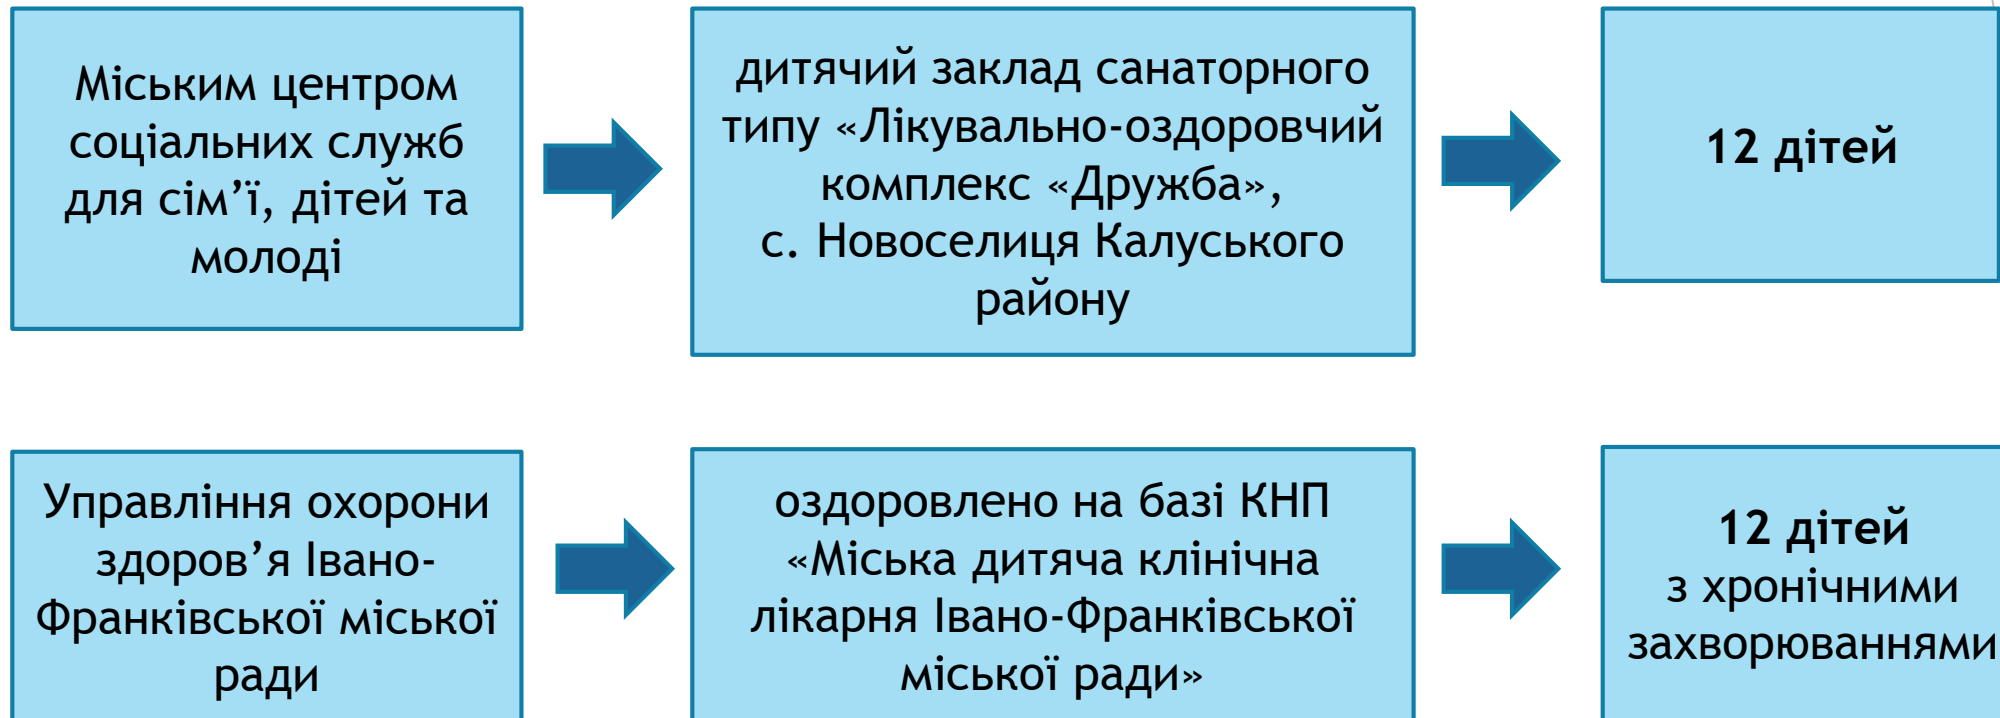 Міським центром
соціальних служб
для сім’ї, дітей та
молоді
дитячий заклад санаторного
типу «Лікувально-оздоровчий
комплекс «Дружба»,
с. Новоселиця Калуського
району
12 дітей
Управління охорони
здоров’я Івано-
Франківської міської
ради
оздоровлено на базі КНП
«Міська дитяча клінічна
лікарня Івано-Франківської
міської ради»
12 дітей
з хронічними
захворюваннями